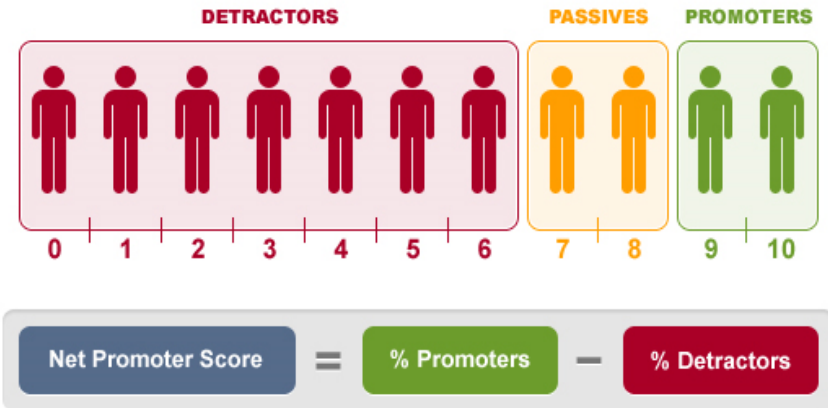 DETRACTORS PASSIVES PROMOTERS
0 1 2 3 4 5 6 7 8 9 10
Net Promoter Score = % Promoters – % Detractors